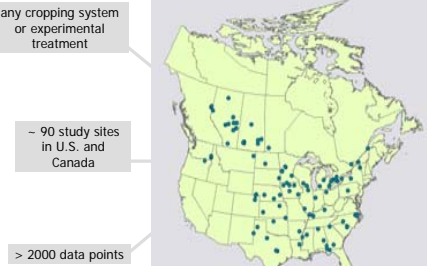 any cropping system
or experimental
treatment
~ 90 study sites
in U.S. and
Canada
> 2000 data points